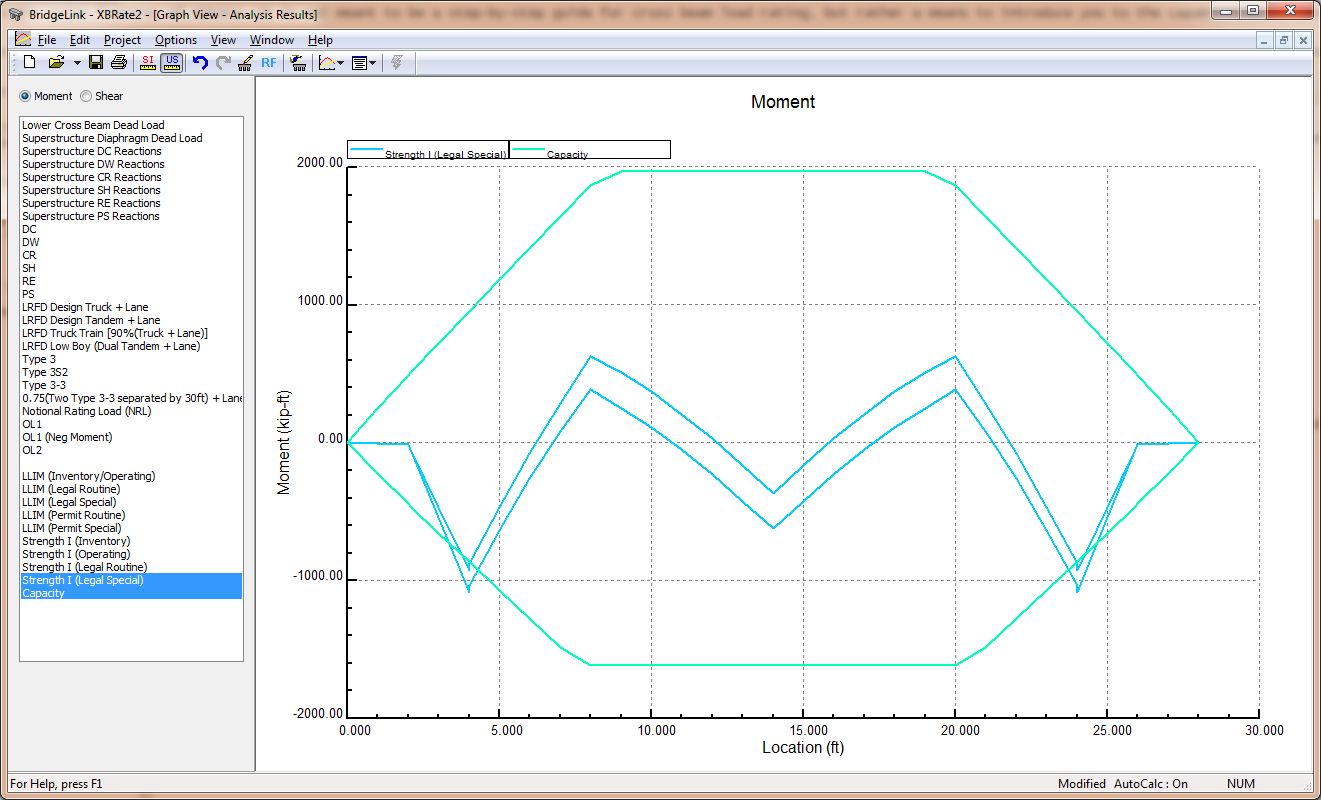 BridgeLink - XBRate2 - [Graph View - Analysis Results]
File Edit Project Options View Window Help
SI US RF
Moment Shear
Lower Cross Beam Dead Load
Superstructure Diaphragm Dead Load
Superstructure DC Reactions
Superstructure DW Reactions
Superstructure CR Reactions
Superstructure SH Reactions
Superstructure RE Reactions
Superstructure PS Reactions
DC
DW
CR
SH
RE
PS
LRFD Design Truck + Lane
LRFD Design Tandem + Lane
LRFD Truck Train [90%(Truck + Lane)]
LRFD Low Boy (Dual Tandem + Lane)
Type 3
Type 3S2
Type 3-3
0.75(Two Type 3-3 separated by 30ft) + Lane
Notional Rating Load (NRL)
OL1
OL1 (Neg Moment)
OL2
LLIM (Inventory/Operating)
LLIM (Legal Routine)
LLIM (Legal Special)
LLIM (Permit Routine)
LLIM (Permit Special)
Strength I (Inventory)
Strength I (Operating)
Strength I (Legal Routine)
Strength I (Legal Special)
Capacity
Moment
Strength I (Legal Special) Capacity
2000.00
1000.00
0.00
-1000.00
-2000.00
Moment (kip-ft)
0.000 5.000 10.000 15.000 20.000 25.000 30.000
Location (ft)
For Help, press F1
Modified AutoCalc : On NUM